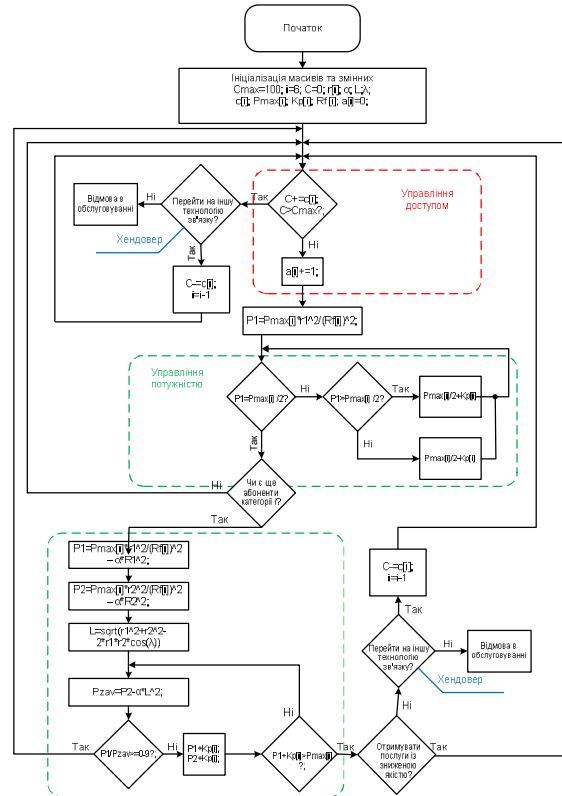 Початок
Ініціалізація масивів та змінних
Cmax=100; i=6; C=0; r[i]; α; L;λ;
c[i]; Pmax[i]; Kp[i]; Rf[i]; a[i]=0;
C+=c[i];
C>Cmax?;
Управління
доступом
Так
Перейти на іншу
технологію
зв'язку?
Ні
Відмова в
обслуговуванні
Хендовер
Так
C-=c[i];
i=i-1
Ні
a[i]+=1;
P1=Pmax[i]*r1^2/(Rf[i])^2;
Управління
потужністю
P1=Pmax[i] /2?
Ні
P1>Pmax[i] /2?
Так
Pmax[i]/2+Kp[i]
Ні
Pmax[i]/2-Kp[i]
Так
Чи є ще
абоненти
категорії i?
Ні
Так
P1=Pmax[i]*r1^2/(Rf[i])^2
-α*R1^2;
P2=Pmax[i]*r2^2/(Rf[i])^2
-α*R2^2;
L=sqrt(r1^2+r2^2-
2*r1*r2*cos(λ))
Pzav=P2-α*L^2;
P1/Pzav>=0-9?;
Так
Ні
P1+Kp[i];
P2+Kp[i];
P1+Kp[i]>Pmax[i]
?;
Ні
Так
Отримувати
послуги із
зниженою
якістю?
Так
Ні
Перейти на іншу
технологію
зв'язку?
Ні
Відмова в
обслуговуванні
Хендовер
Так
C-=c[i];
i=i-1